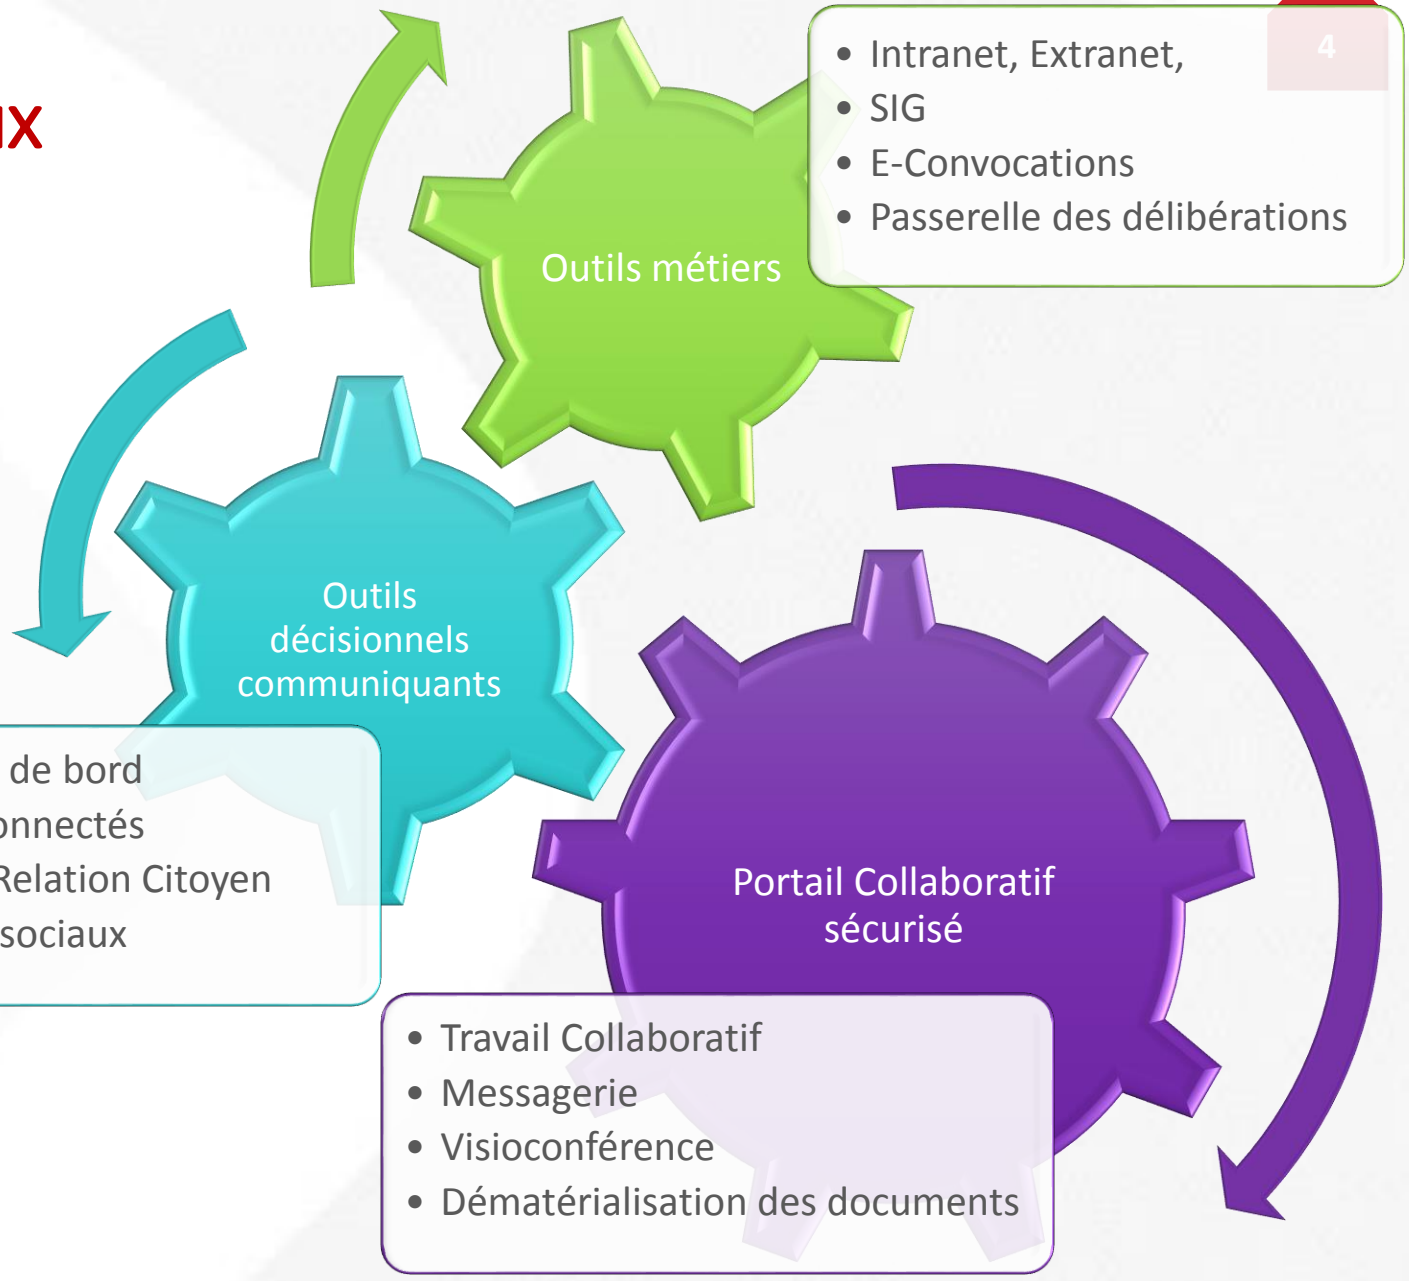 4
• Intranet, Extranet,
• SIG
• E-Convocations
• Passerelle des délibérations
Outils métiers
Outils
décisionnels
communiquants
de bord
Relation Citoyen
sociaux
Portail Collaboratif
sécurisé
• Travail Collaboratif
• Messagerie
• Visioconférence
• Dématérialisation des documents